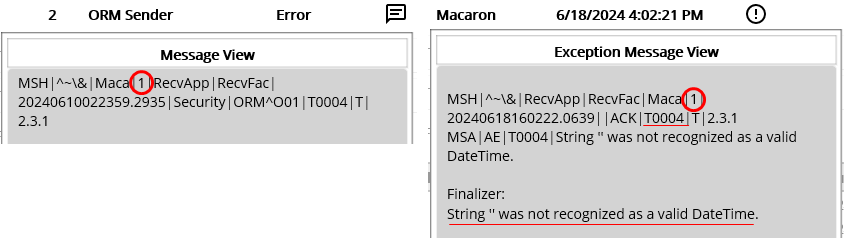 2 ORM Sender Error
Message View
MSH|^~\&|Maca|1|RecvApp|RecvFac|
20240610022359.2935|Security|ORM^O01|T0004|T|
2.3.1
Macaron 6/18/2024 4:02:21 PM
Exception Message View
MSH|^~\&|RecvApp|RecvFac|Maca|1|
20240618160222.0639||ACK|T0004|T|2.3.1
MSA|AE|T0004|String '' was not recognized as a valid
DateTime.
Finalizer:
String '' was not recognized as a valid DateTime.